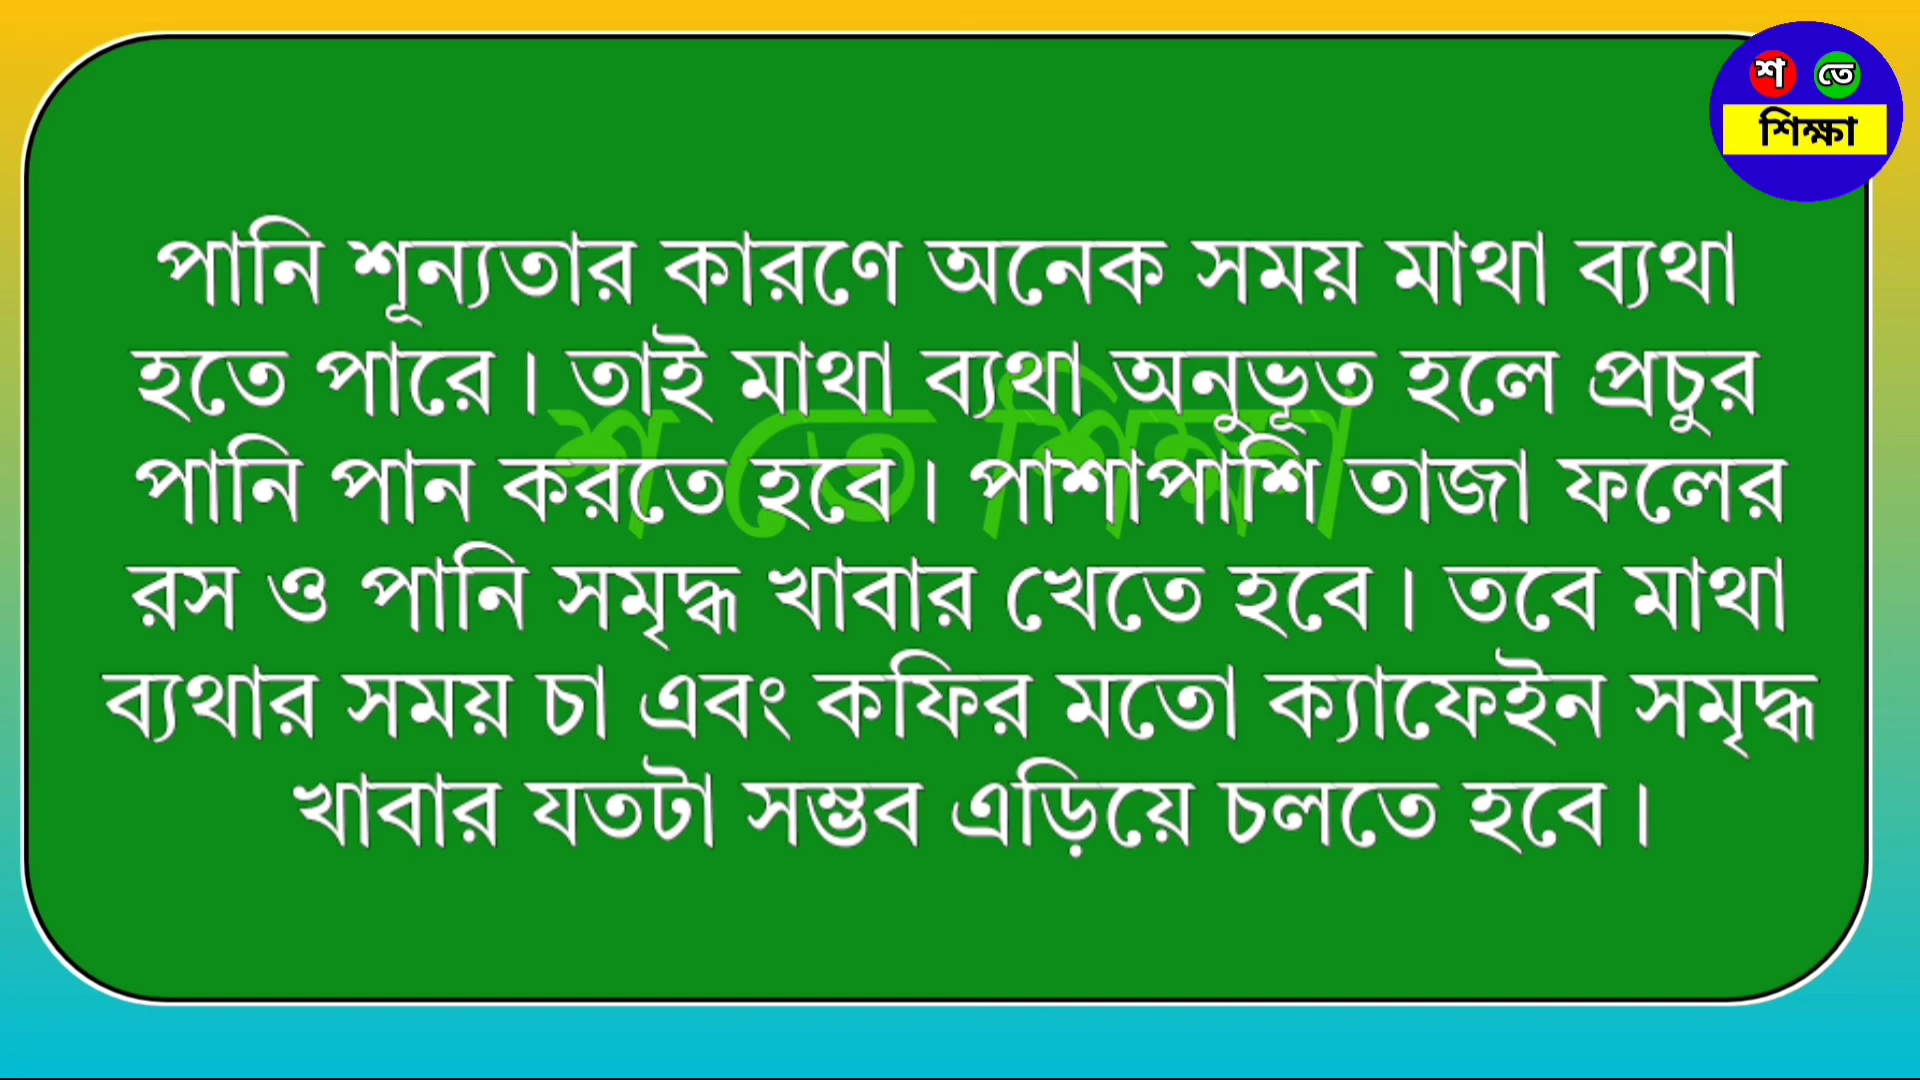 শ তে
শিক্ষা
পানি শূন্যতার কারণে অনেক সময় মাথা ব্যথা
হতে পারে। তাই মাথা ব্যথা অনুভূত হলে প্রচুর
পানি পান করতে হবে। পাশাপাশি তাজা ফলের
রস ও পানি সমৃদ্ধ খাবার খেতে হবে। তবে মাথা
ব্যথার সময় চা এবং কফির মতো ক্যাফেইন সমৃদ্ধ
খাবার যতটা সম্ভব এড়িয়ে চলতে হবে।
শ তে শিক্ষা